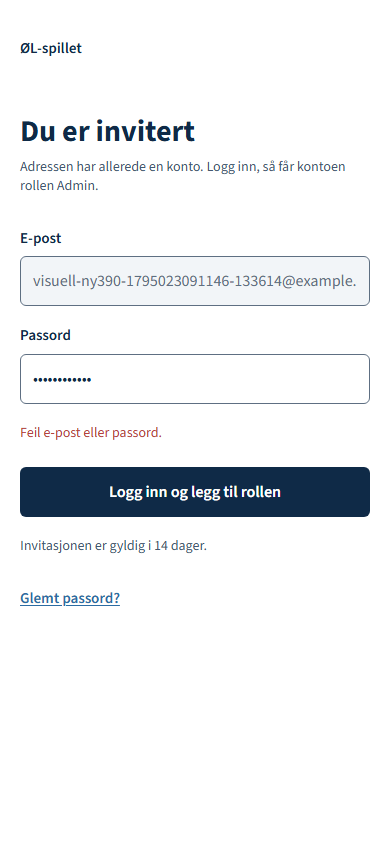 ØL-spillet
Du er invitert
Adressen har allerede en konto. Logg inn, så får kontoen
rollen Admin.
E-post
visuell-ny390-1795023091146-133614@example.
Passord
••••••••••••
Feil e-post eller passord.
Logg inn og legg til rollen
Invitasjonen er gyldig i 14 dager.
Glemt passord?